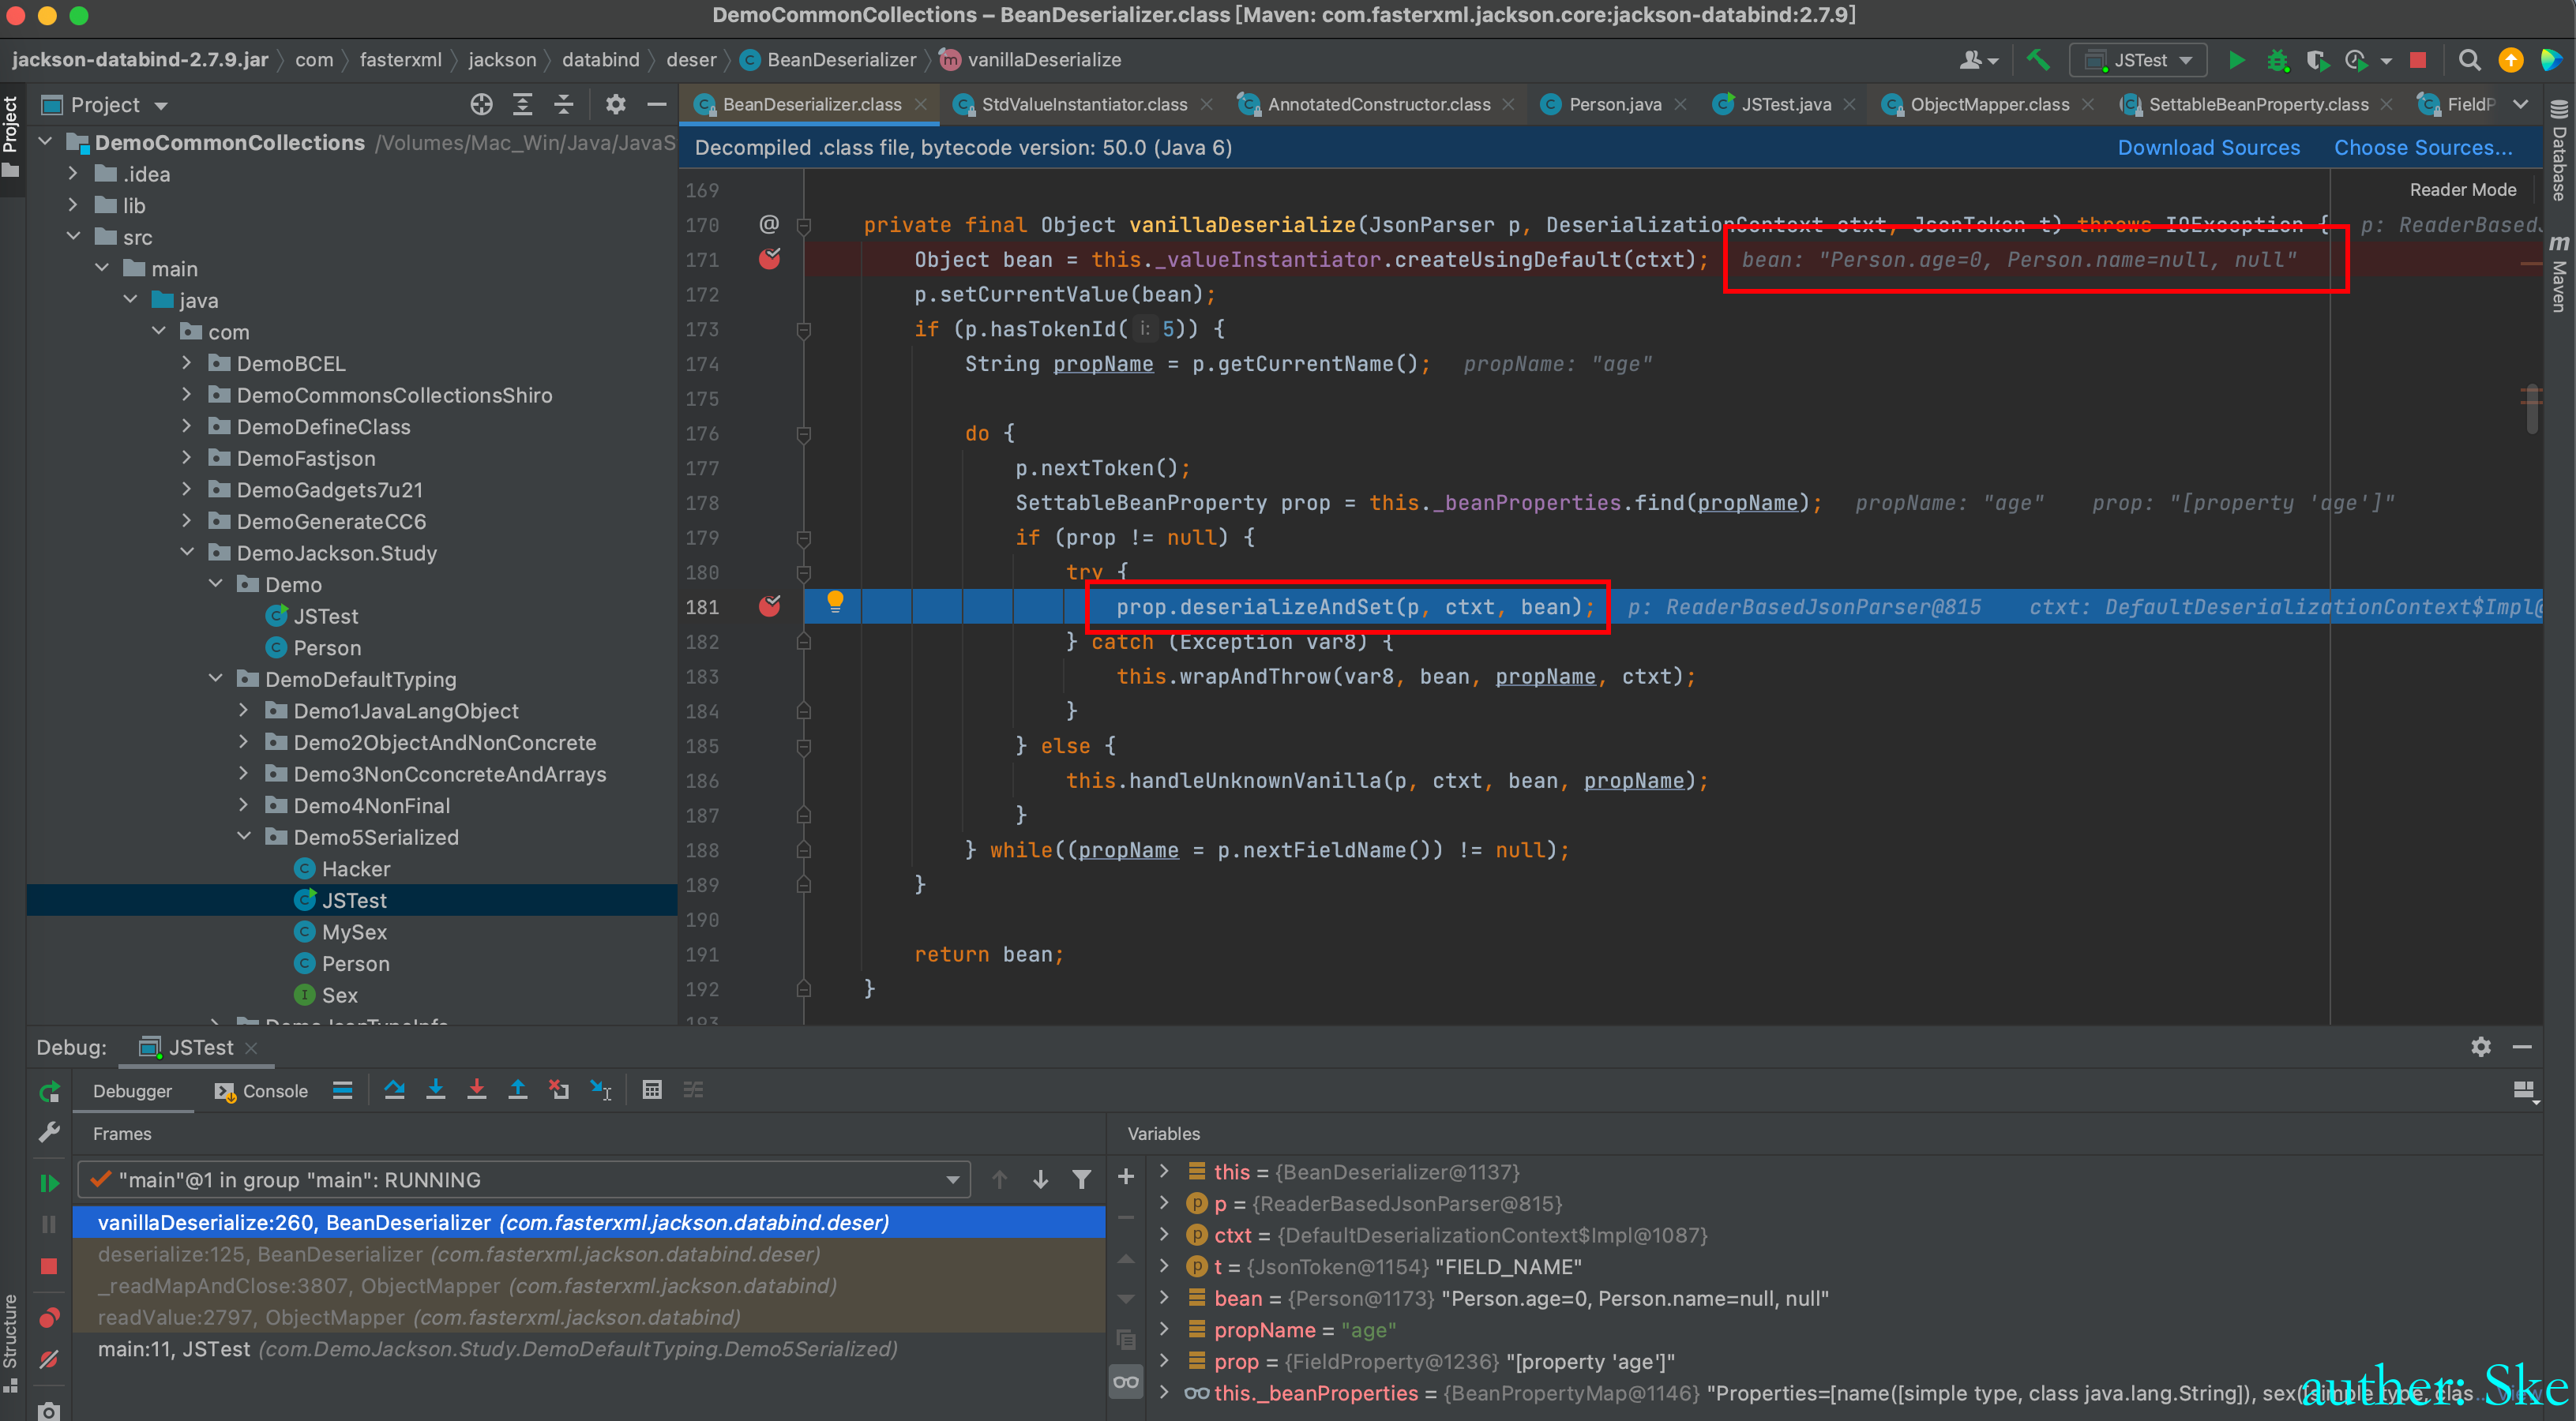 DemoCommonCollections – BeanDeserializer.class [Maven: com.fasterxml.jackson.core:jackson-databind:2.7.9]
jackson-databind-2.7.9.jar com fasterxml jackson databind deser BeanDeserializer vanillaDeserialize
JSTest
Project
BeanDeserializer.class StdValueInstantiator.class AnnotatedConstructor.class Person.java JSTest.java ObjectMapper.class SettableBeanProperty.class FieldP
Project
Database
Maven
Structure
DemoCommonCollections /Volumes/Mac_Win/Java/JavaS
.idea
lib
src
main
java
com
DemoBCEL
DemoCommonsCollectionsShiro
DemoDefineClass
DemoFastjson
DemoGadgets7u21
DemoGenerateCC6
DemoJackson.Study
Demo
JSTest
Person
DemoDefaultTyping
Demo1JavaLangObject
Demo2ObjectAndNonConcrete
Demo3NonCconcreteAndArrays
Demo4NonFinal
Demo5Serialized
Hacker
JSTest
MySex
Person
Sex
Decompiled .class file, bytecode version: 50.0 (Java 6) Download Sources Choose Sources...
Reader Mode
169
170 @ private final Object vanillaDeserialize(JsonParser p, DeserializationContext ctxt, JsonToken t) throws IOException { p: ReaderBasedJ
171 Object bean = this._valueInstantiator.createUsingDefault(ctxt); bean: "Person.age=0, Person.name=null, null"
172 p.setCurrentValue(bean);
173 if (p.hasTokenId( i: 5)) {
174 String propName = p.getCurrentName(); propName: "age"
175
176 do {
177 p.nextToken();
178 SettableBeanProperty prop = this._beanProperties.find(propName); propName: "age" prop: "[property 'age']"
179 if (prop != null) {
180 try {
181 prop.deserializeAndSet(p, ctxt, bean); p: ReaderBasedJsonParser@815 ctxt: DefaultDeserializationContext$Impl@
182 } catch (Exception var8) {
183 this.wrapAndThrow(var8, bean, propName, ctxt);
184 }
185 } else {
186 this.handleUnknownVanilla(p, ctxt, bean, propName);
187 }
188 } while((propName = p.nextFieldName()) != null);
189 }
190
191 return bean;
192 }
193
Debug: JSTest
Debugger Console
Frames
"main"@1 in group "main": RUNNING
vanillaDeserialize:260, BeanDeserializer (com.fasterxml.jackson.databind.deser)
deserialize:125, BeanDeserializer (com.fasterxml.jackson.databind.deser)
_readMapAndClose:3807, ObjectMapper (com.fasterxml.jackson.databind)
readValue:2797, ObjectMapper (com.fasterxml.jackson.databind)
main:11, JSTest (com.DemoJackson.Study.DemoDefaultTyping.Demo5Serialized)
Variables
this = {BeanDeserializer@1137}
p = {ReaderBasedJsonParser@815}
ctxt = {DefaultDeserializationContext$Impl@1087}
t = {JsonToken@1154} "FIELD_NAME"
bean = {Person@1173} "Person.age=0, Person.name=null, null"
propName = "age"
prop = {FieldProperty@1236} "[property 'age']"
this._beanProperties = {BeanPropertyMap@1146} "Properties=[name([simple type, class java.lang.String]), sex([simple type, clas...
auther: Ske